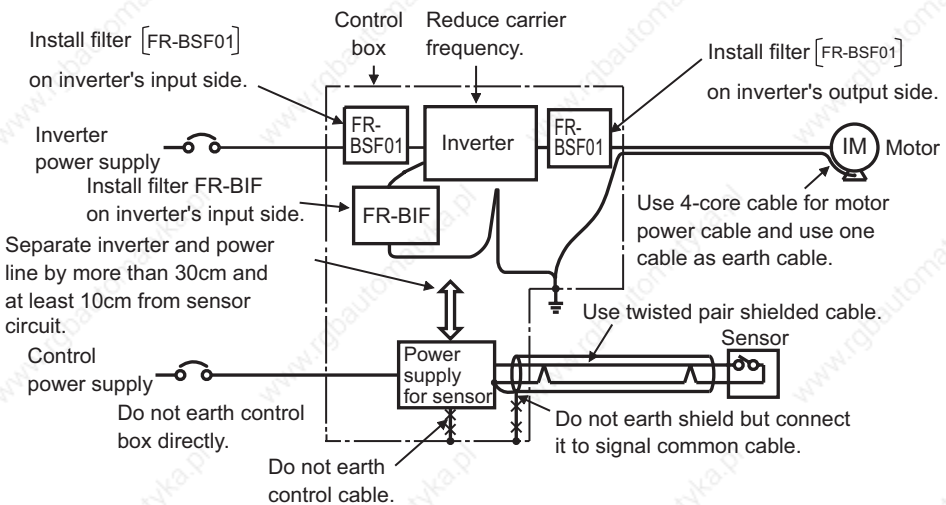 Install filter [FR-BSF01]
on inverter's input side.
Control
box
Reduce carrier
frequency.
Install filter [FR-BSF01]
on inverter's output side.
Inverter
power supply
FR-
BSF01
Inverter
FR-
BSF01
IM
Motor
Install filter FR-BIF
on inverter's input side.
FR-BIF
Use 4-core cable for motor
power cable and use one
cable as earth cable.
Separate inverter and power
line by more than 30cm and
at least 10cm from sensor
circuit.
Use twisted pair shielded cable.
Sensor
Control
power supply
Power
supply
for sensor
Do not earth control
box directly.
Do not earth shield but connect
it to signal common cable.
Do not earth
control cable.
www.rgbautomatyka.pl